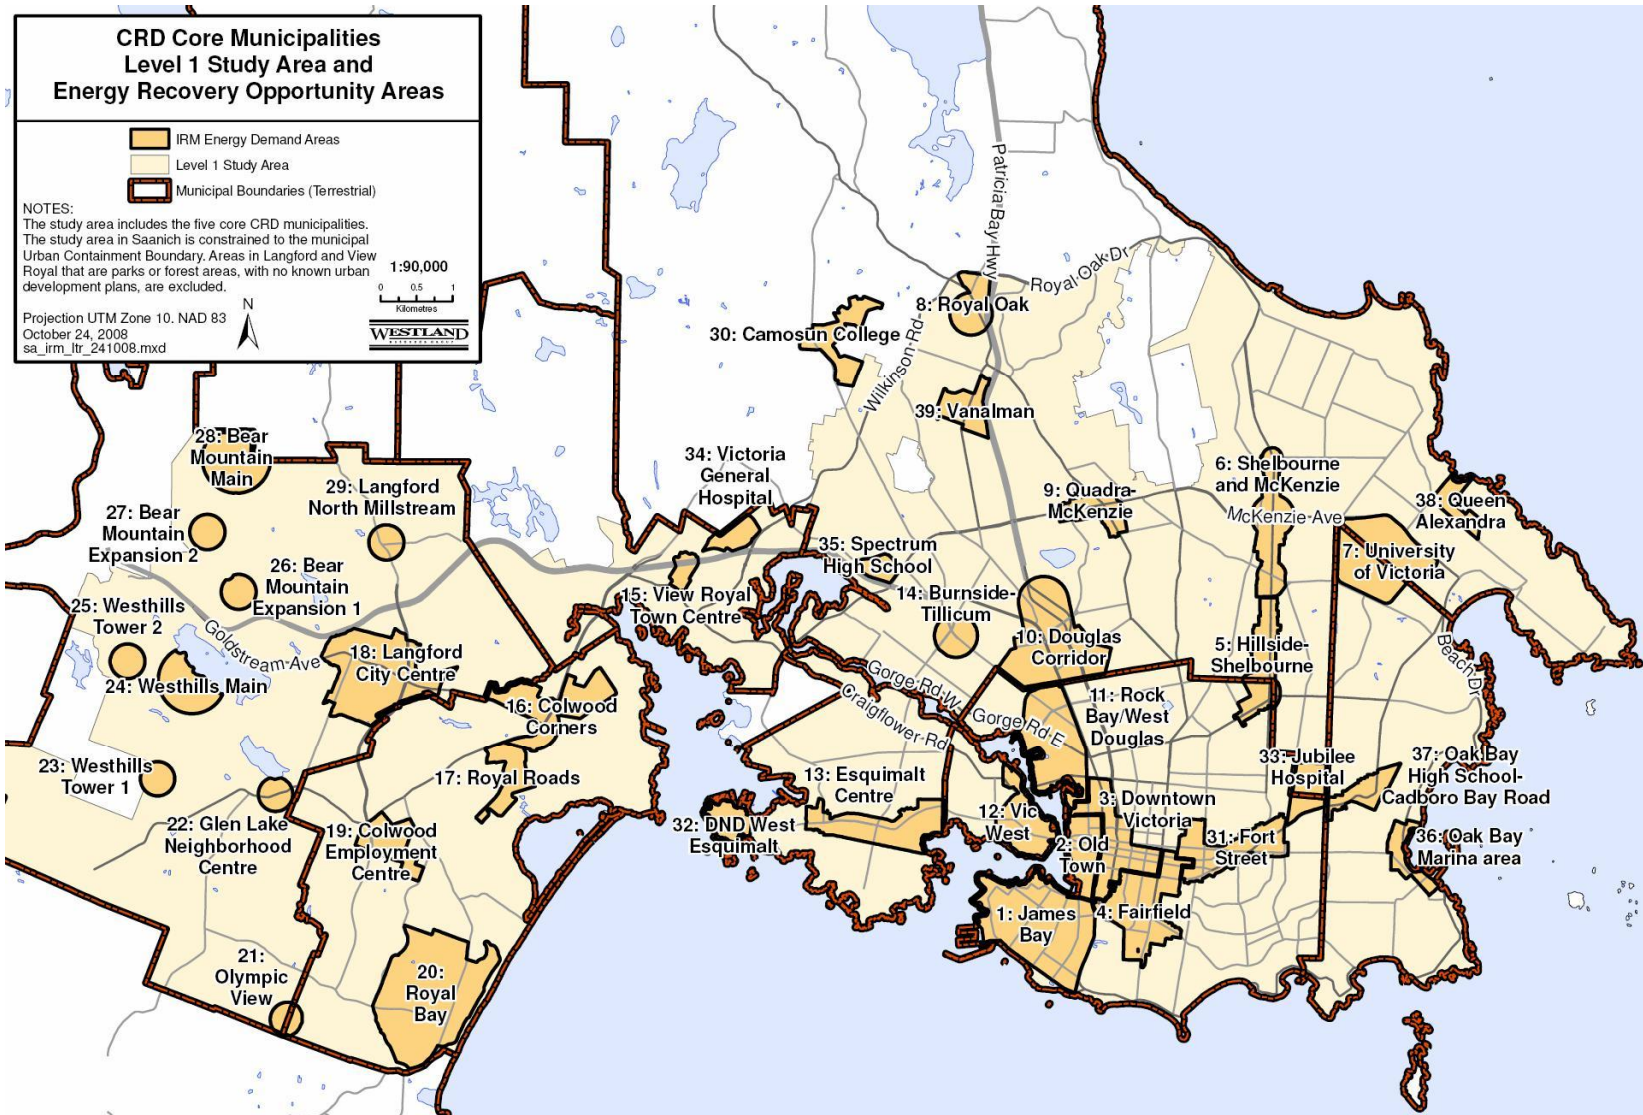 CRD Core Municipalities
Level 1 Study Area and
Energy Recovery Opportunity Areas
IRM Energy Demand Areas
Level 1 Study Area
Municipal Boundaries (Terrestrial)
NOTES:
The study area includes the five core CRD municipalities.
The study area in Saanich is constrained to the municipal
Urban Containment Boundary. Areas in Langford and View
Royal that are parks or forest areas, with no known urban
development plans, are excluded.
1:90,000
0 0.5 1
Kilometres
N
Projection UTM Zone 10. NAD 83
October 24, 2008
sa_irm_ltr_241008.mxd
WESTLAND
Patricia Bay Hwy
Royal Oak Dr
8: Royal Oak
30: Camosun College
Wilkinson Rd
39: Vanalman
28: Bear
Mountain
Main
34: Victoria
General
Hospital
6: Shelbourne
and McKenzie
29: Langford
North Millstream
9: Quadra-
McKenzie
38: Queen
Alexandra
McKenzie Ave
27: Bear
Mountain
Expansion 2
35: Spectrum
High School
7: University
of Victoria
26: Bear
Mountain
Expansion 1
15: View Royal
Town Centre
14: Burnside-
Tillicum
25: Westhills
Tower 2
Goldstream Ave
18: Langford
City Centre
10: Douglas
Corridor
5: Hillside-
Shelbourne
Beach Dr
24: Westhills Main
Gorge Rd W
Craigflower Rd
Gorge Rd E
16: Colwood
Corners
11: Rock
Bay/West
Douglas
23: Westhills
Tower 1
17: Royal Roads
13: Esquimalt
Centre
33: Jubilee
Hospital
37: Oak Bay
High School-
Cadboro Bay Road
22: Glen Lake
Neighborhood
Centre
19: Colwood
Employment
Centre
32: DND West
Esquimalt
12: Vic
West
3: Downtown
Victoria
2: Old
Town
31: Fort
Street
36: Oak Bay
Marina area
1: James
Bay
4: Fairfield
21:
Olympic
View
20:
Royal
Bay